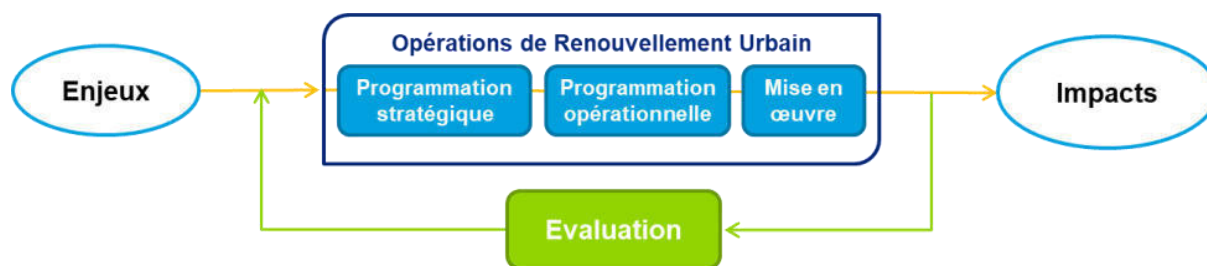 Opérations de Renouvellement Urbain
Enjeux
Programmation
stratégique
Programmation
opérationnelle
Mise en
œuvre
Impacts
Evaluation